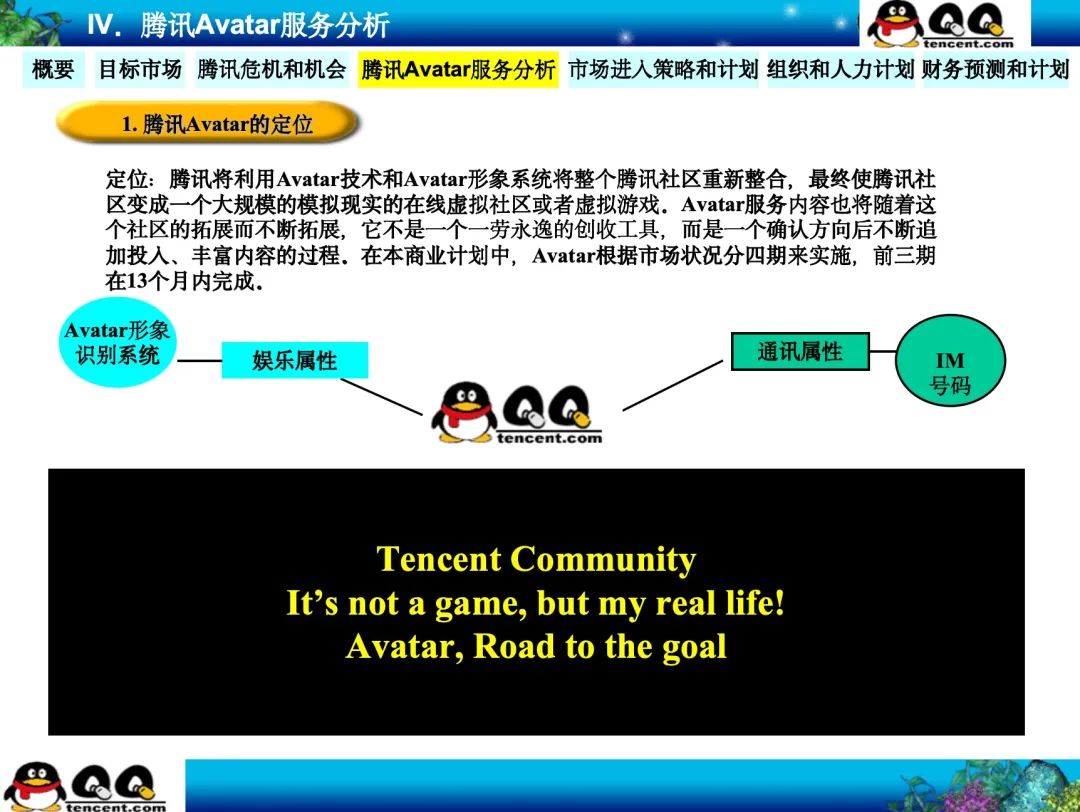 IV．腾讯Avatar服务分析
QQ
tencent.com
概要 目标市场 腾讯危机和机会 腾讯Avatar服务分析 市场进入策略和计划 组织和人力计划 财务预测和计划
1. 腾讯Avatar的定位
定位：腾讯将利用Avatar技术和Avatar形象系统将整个腾讯社区重新整合，最终使腾讯社
区变成一个大规模的模拟现实的在线虚拟社区或者虚拟游戏．Avatar服务内容也将随着这
个社区的拓展而不断拓展，它不是一个一劳永逸的创收工具，而是一个确认方向后不断追
加投入、丰富内容的过程．在本商业计划中，Avatar根据市场状况分四期来实施，前三期
在13个月内完成．
Avatar形象
识别系统
娱乐属性
通讯属性
IM
号码
QQ
tencent.com
Tencent Community
It’s not a game, but my real life!
Avatar, Road to the goal
QQ
tencent.com